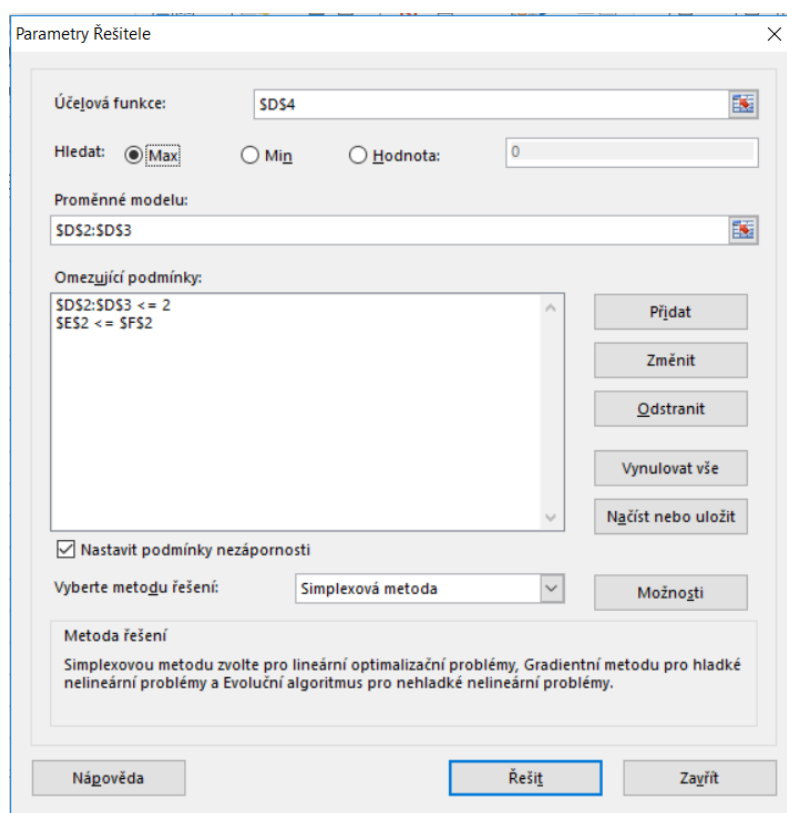 Parametry Řešitele
Účelová funkce: $D$4
Hledat: Max Min Hodnota: 0
Proměnné modelu:
$D$2:$D$3
Omezující podmínky:
$D$2:$D$3 <= 2
$E$2 <= $F$2
Přidat
Změnit
Odstranit
Vynulovat vše
Načíst nebo uložit
Nastavit podmínky nezápornosti
Vyberte metodu řešení: Simplexová metoda
Možnosti
Metoda řešení
Simplexovou metodu zvolte pro lineární optimalizační problémy, Gradientní metodu pro hladké
nelineární problémy a Evoluční algoritmus pro nehladké nelineární problémy.
Nápověda Řešit Zavřít